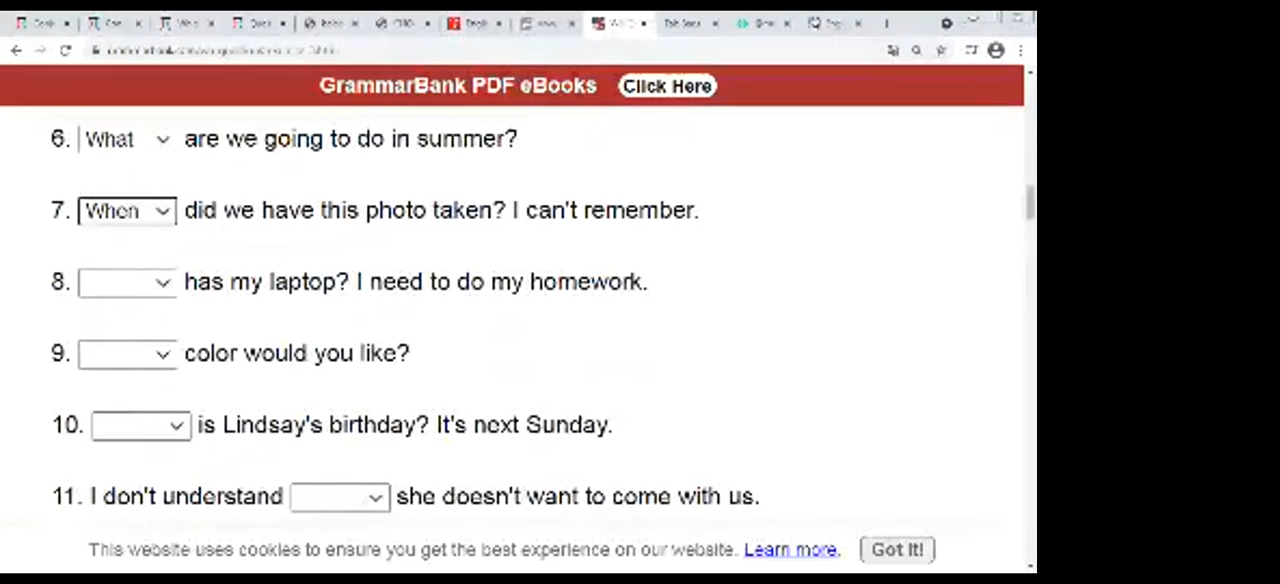 GrammarBank PDF eBooks Click Here
6. What are we going to do in summer?
7. When did we have this photo taken? I can't remember.
8. has my laptop? I need to do my homework.
9. color would you like?
10. is Lindsay's birthday? It's next Sunday.
11. I don't understand she doesn't want to come with us.
This website uses cookies to ensure you get the best experience on our website. Learn more. Got It!